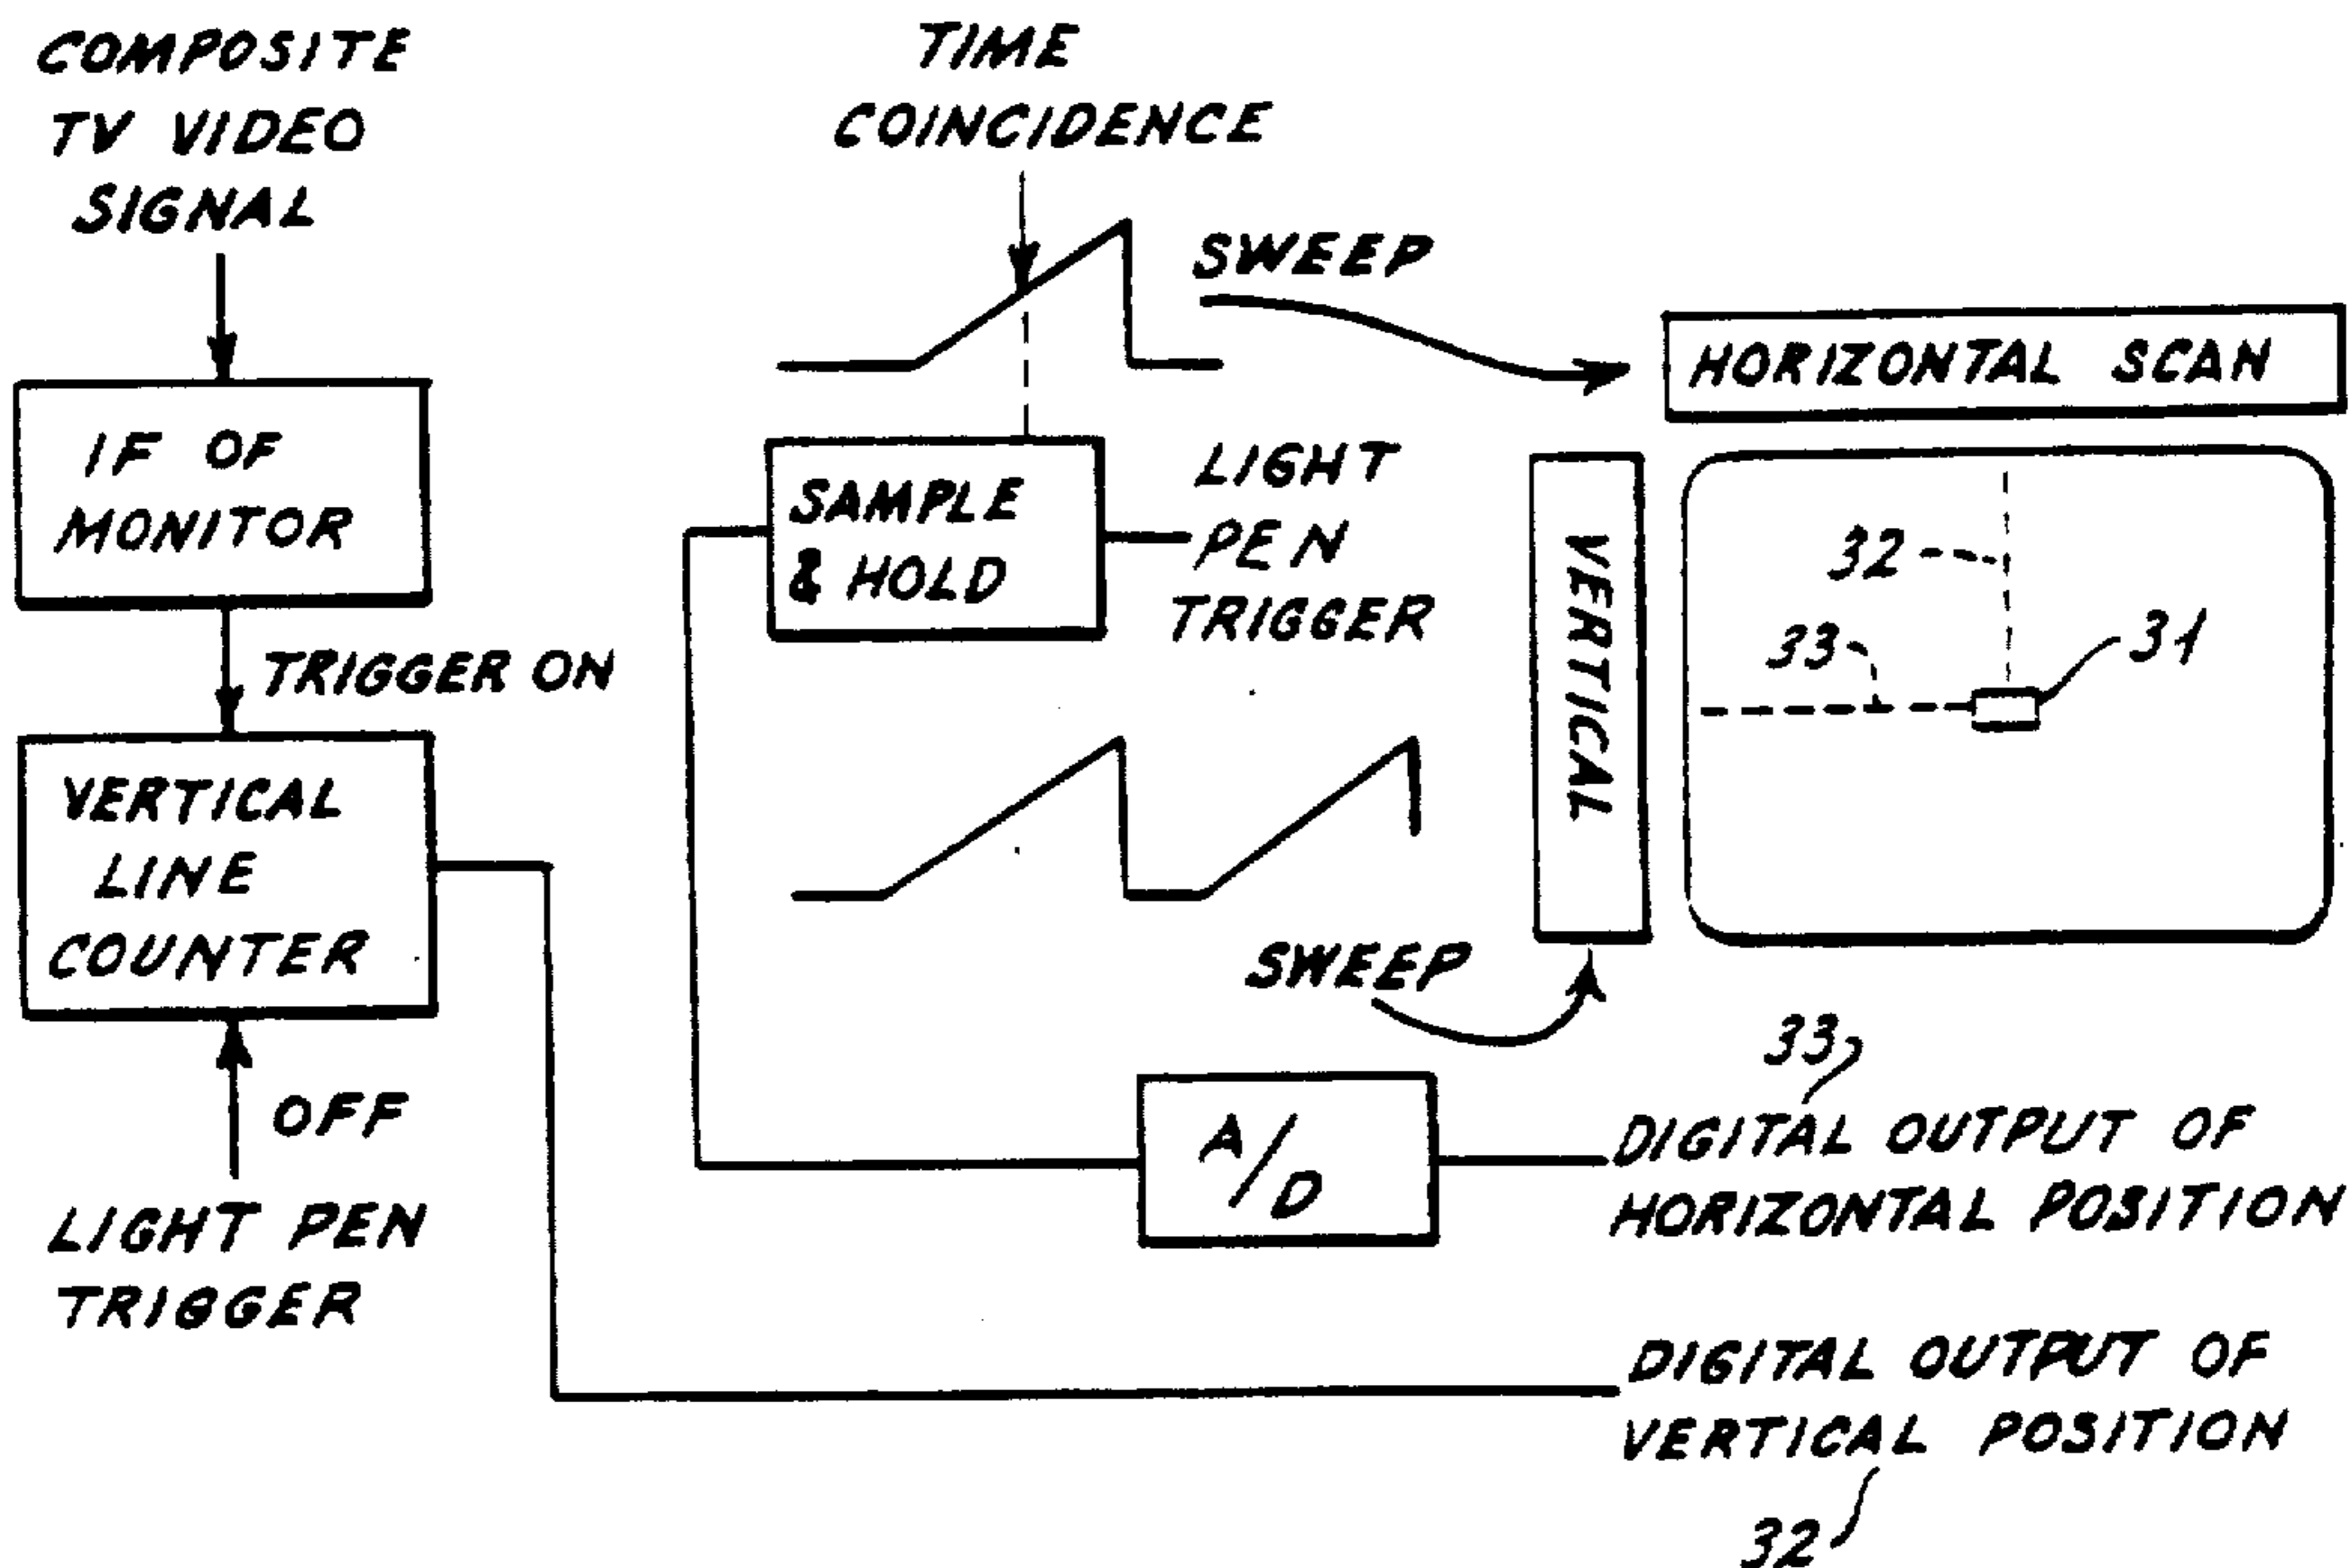 COMPOSITE
TV VIDEO
SIGNAL
TIME
COINCIDENCE
SWEEP
HORIZONTAL SCAN
IF OF
MONITOR
SAMPLE
& HOLD
LIGHT
PEN
TRIGGER
VERTICAL
32
33
31
TRIGGER ON
VERTICAL
LINE
COUNTER
SWEEP
OFF
LIGHT PEN
TRIGGER
A/D
33
DIGITAL OUTPUT OF
HORIZONTAL POSITION
DIGITAL OUTPUT OF
VERTICAL POSITION
32